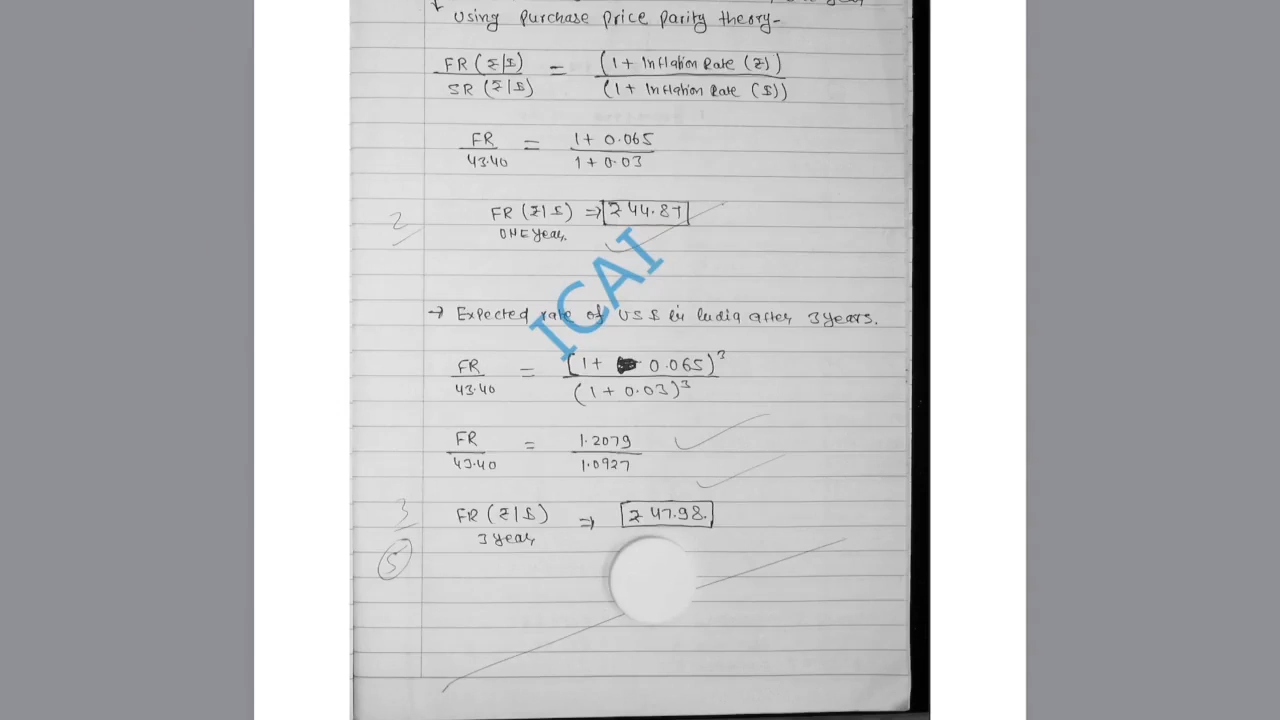 Using purchase price parity theory-
FR (₹|$) = (1 + Inflation Rate (₹))
SR (₹|$) (1 + Inflation Rate ($))
FR = 1 + 0.065
43.40 1 + 0.03
2
FR (₹|$) ⇒ ₹ 44.87
ONE year.
ICAI
→ Expected rate of US $ in India after 3 years.
FR = (1 + 0.065)³
43.40 (1 + 0.03)³
FR = 1.2079
43.40 1.0927
3
FR (₹|$) ⇒ ₹ 47.98.
3 year
5